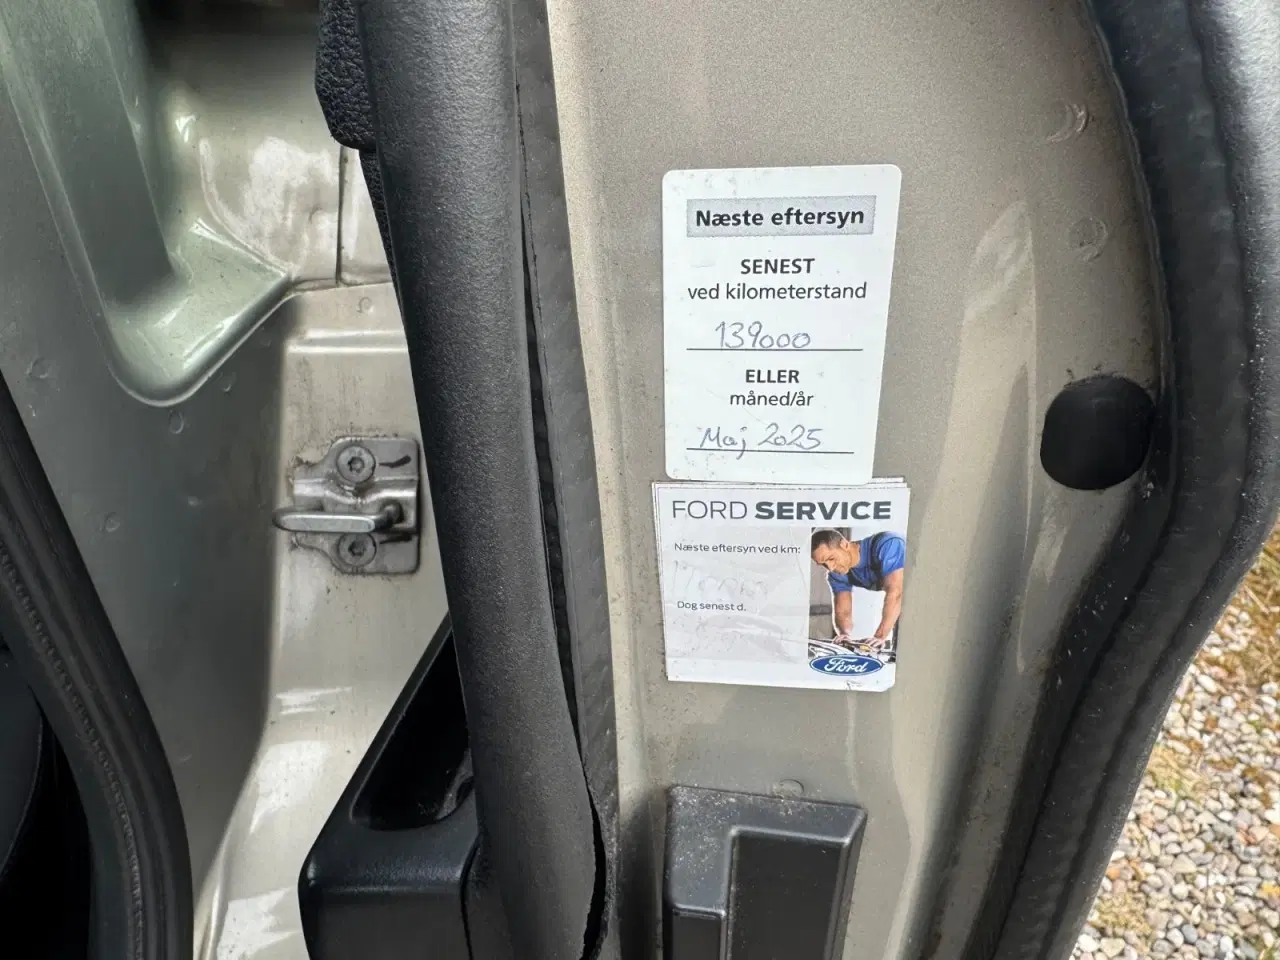 Næste eftersyn
SENEST
ved kilometerstand
139000
ELLER
måned/år
Maj 2025
FORD SERVICE
Næste eftersyn ved km:
Dog senest d.
Ford